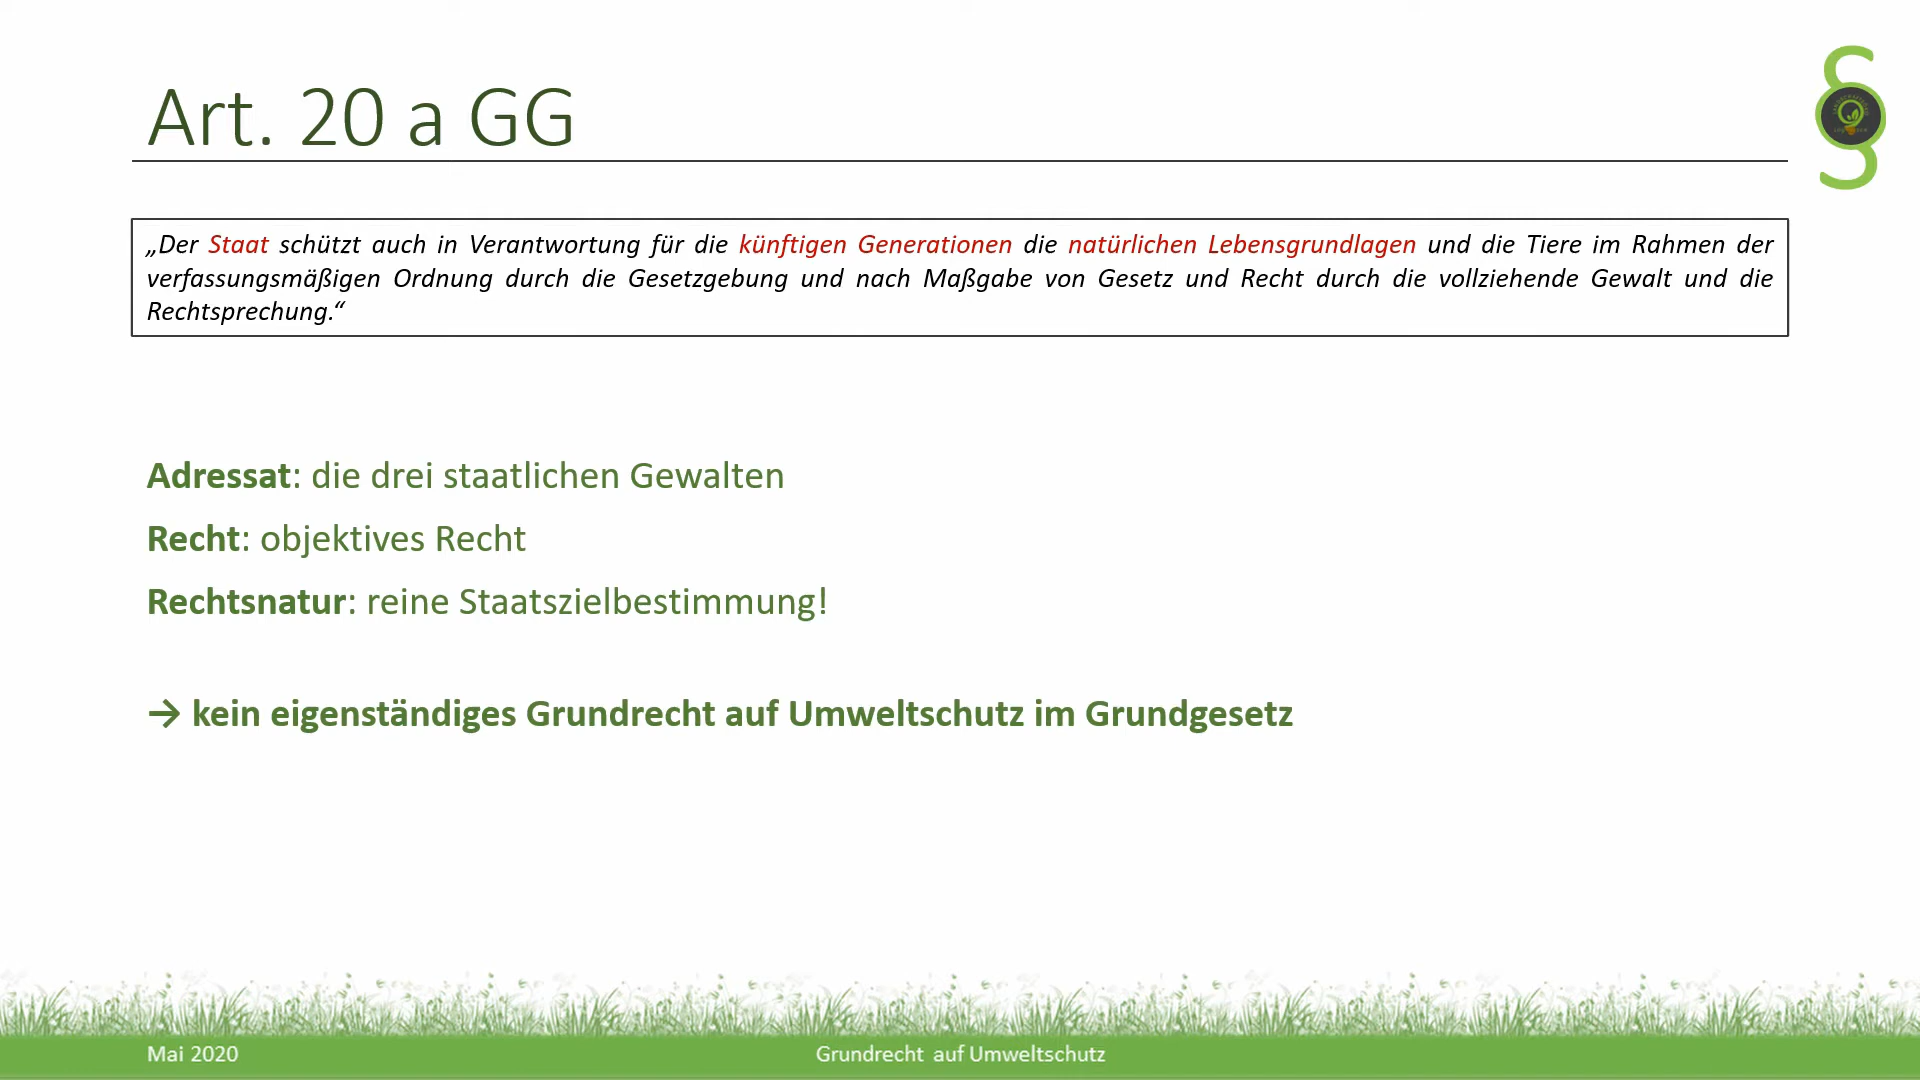 Art. 20 a GG
„Der Staat schützt auch in Verantwortung für die künftigen Generationen die natürlichen Lebensgrundlagen und die Tiere im Rahmen der
verfassungsmäßigen Ordnung durch die Gesetzgebung und nach Maßgabe von Gesetz und Recht durch die vollziehende Gewalt und die
Rechtsprechung.“
Adressat: die drei staatlichen Gewalten
Recht: objektives Recht
Rechtsnatur: reine Staatszielbestimmung!
→ kein eigenständiges Grundrecht auf Umweltschutz im Grundgesetz
Mai 2020
Grundrecht auf Umweltschutz